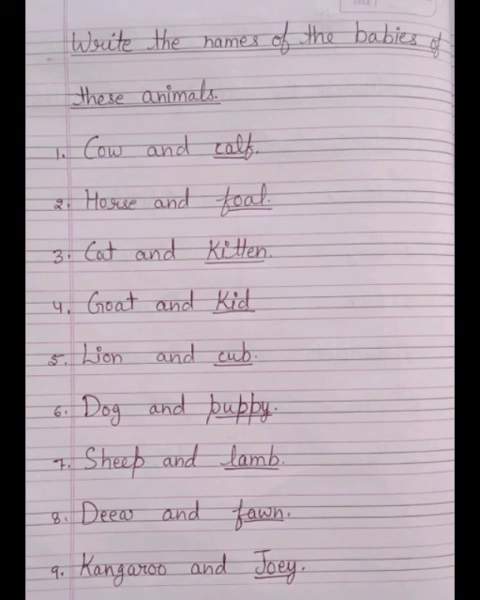 Write the names of the babies of
these animals.
1. Cow and calf.
2. Horse and foal.
3. Cat and Kitten.
4. Goat and Kid
5. Lion and cub.
6. Dog and puppy.
7. Sheep and lamb.
8. Deer and fawn.
9. Kangaroo and Joey.